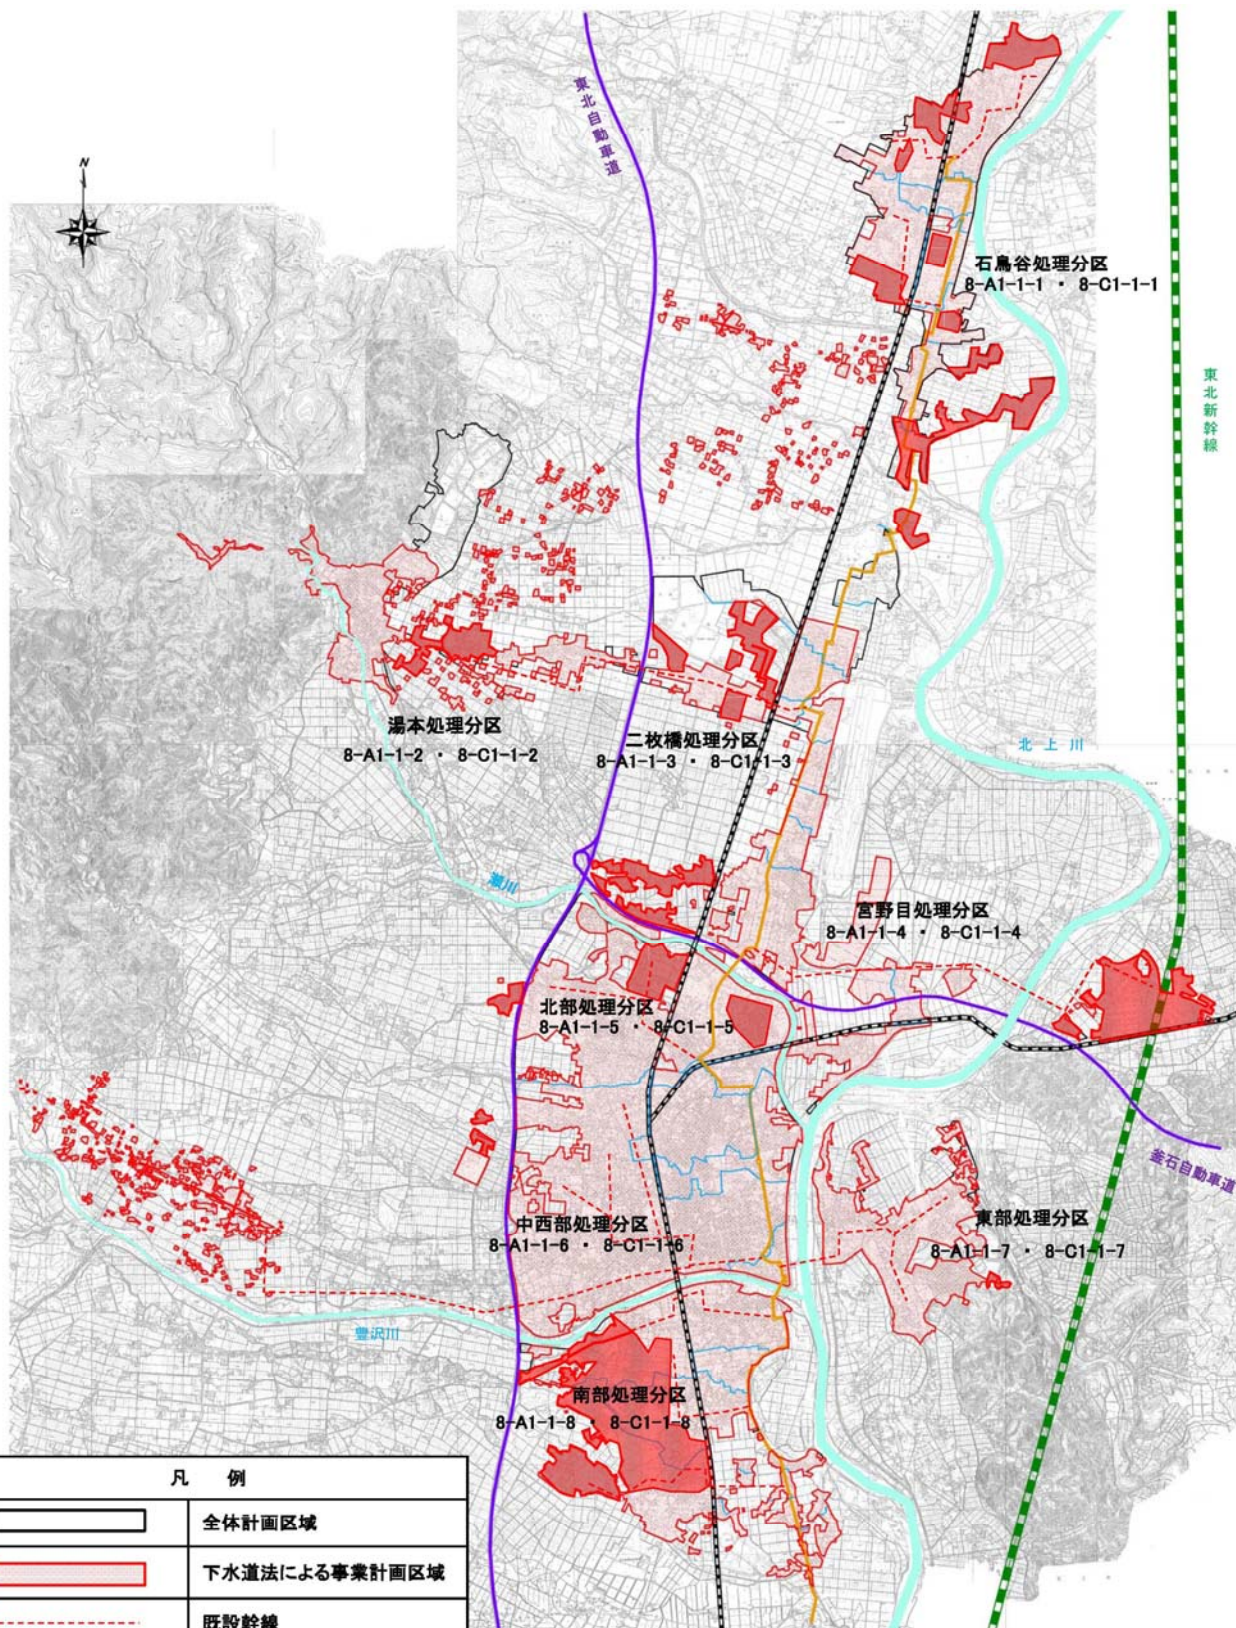 東北自動車道
N
石鳥谷処理分区
8-A1-1-1 ・ 8-C1-1-1
東北新幹線
湯本処理分区
8-A1-1-2 ・ 8-C1-1-2
二枚橋処理分区
8-A1-1-3 ・ 8-C1-1-3
北上川
瀬川
宮野目処理分区
8-A1-1-4 ・ 8-C1-1-4
北部処理分区
8-A1-1-5 ・ 8-C1-1-5
釜石自動車道
中西部処理分区
8-A1-1-6 ・ 8-C1-1-6
東部処理分区
8-A1-1-7 ・ 8-C1-1-7
豊沢川
南部処理分区
8-A1-1-8 ・ 8-C1-1-8
凡 例
全体計画区域
下水道法による事業計画区域
既設幹線